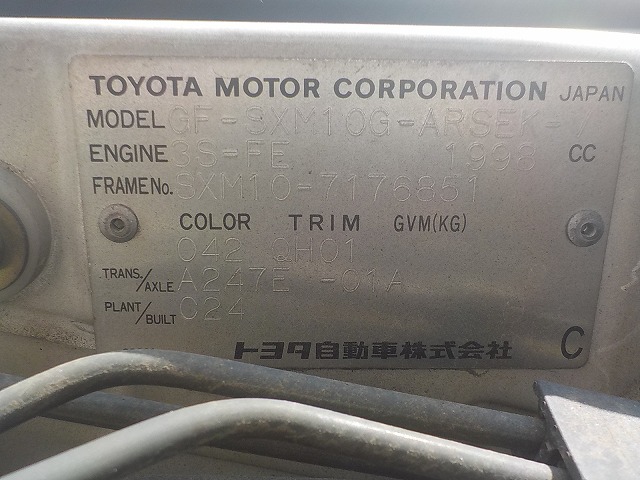 TOYOTA MOTOR CORPORATION JAPAN
MODEL GF-SXM10G-ARSEK-
ENGINE 3S-FE 1998 CC
FRAME No. SXM10-7176851
COLOR TRIM GVM(KG)
042 QH01
TRANS./AXLE A247E -01A
PLANT/BUILT 024
トヨタ自動車株式会社 C